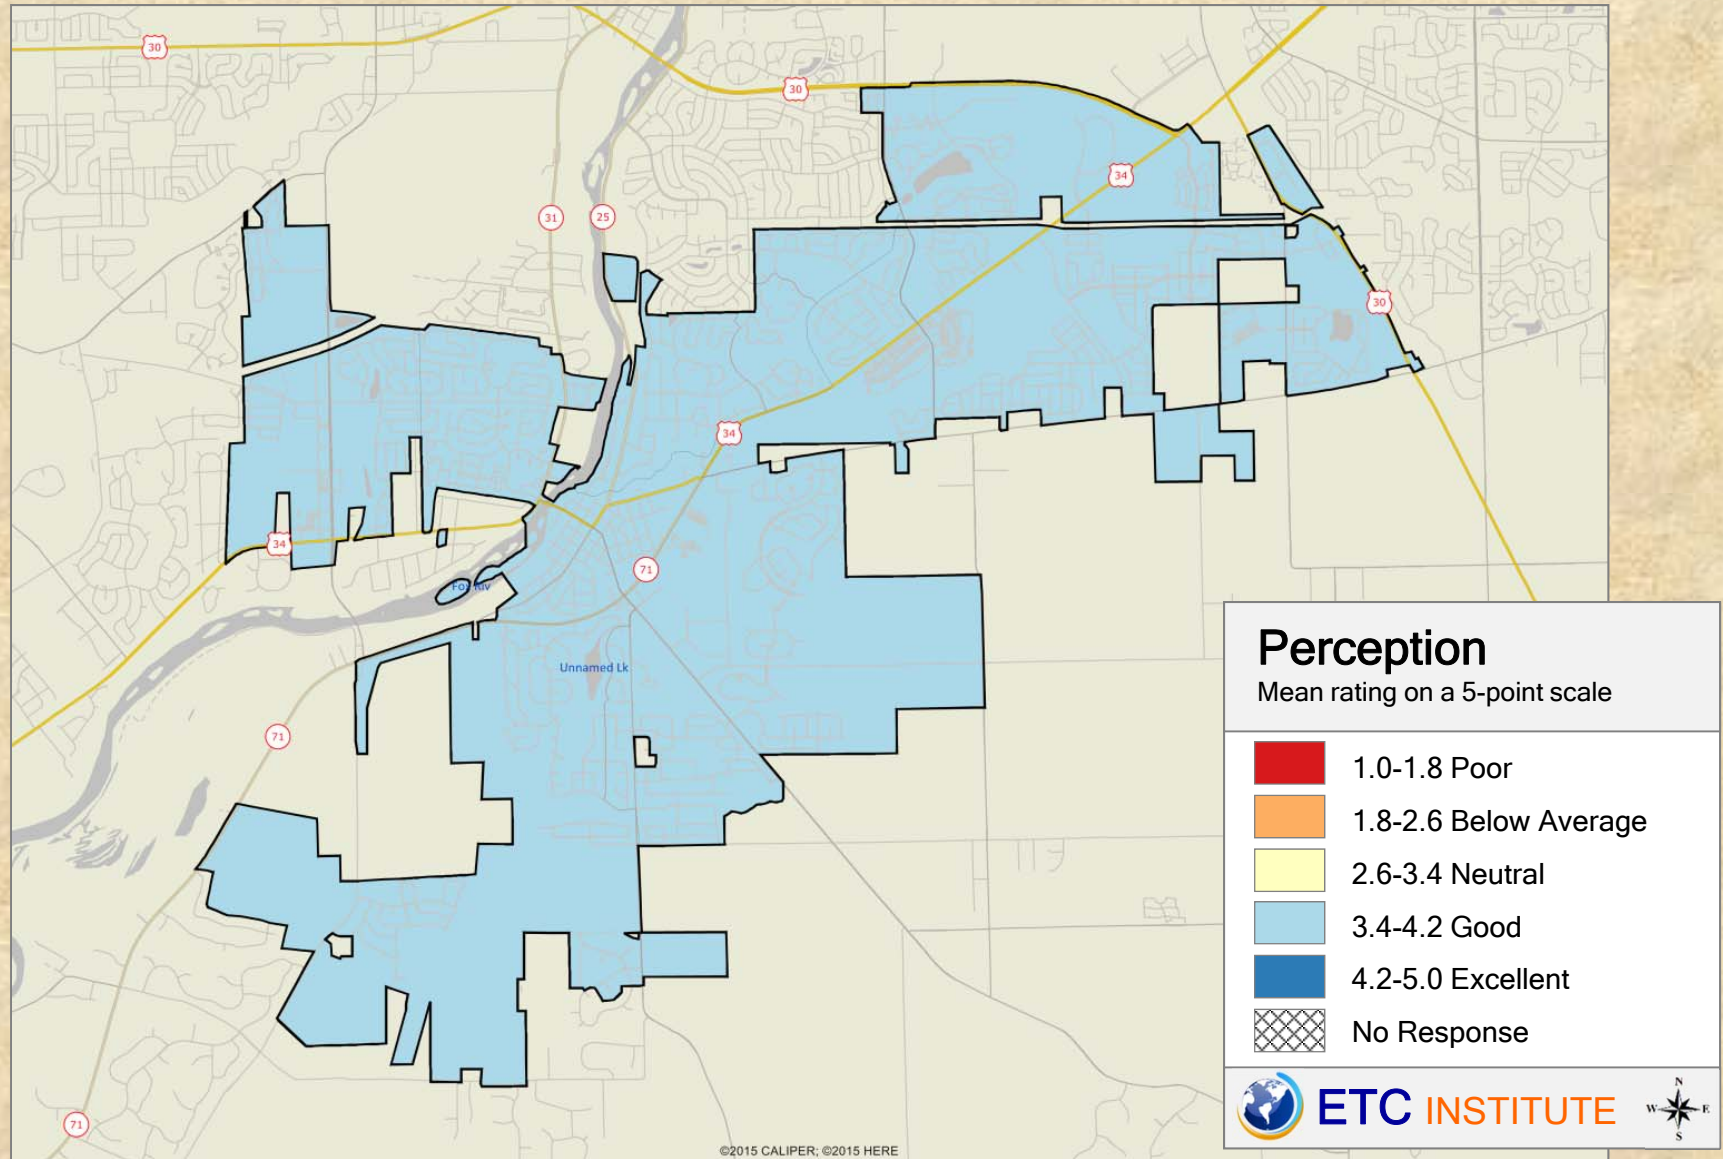 30
30
34
31
25
30
34
34
71
Fox Riv
Unnamed Lk
71
71
Perception
Mean rating on a 5-point scale
1.0-1.8 Poor
1.8-2.6 Below Average
2.6-3.4 Neutral
3.4-4.2 Good
4.2-5.0 Excellent
No Response
ETC INSTITUTE
N
W E
S
©2015 CALIPER; ©2015 HERE